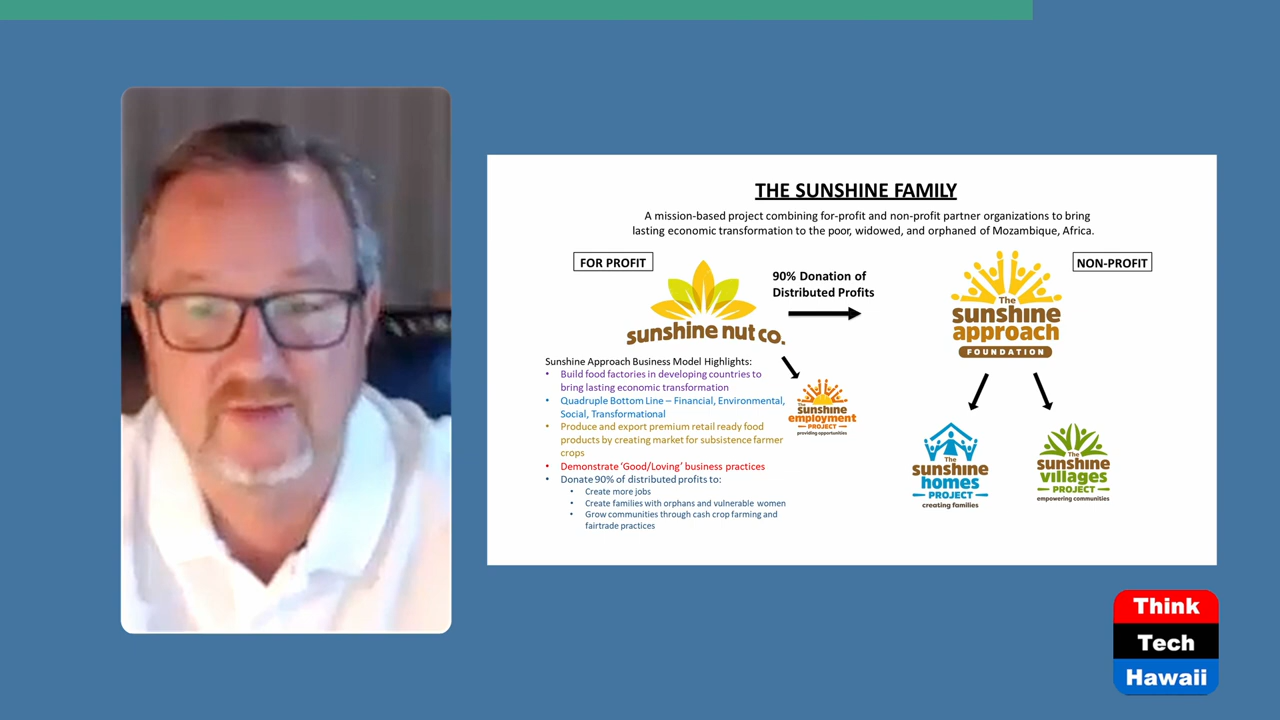 THE SUNSHINE FAMILY
A mission-based project combining for-profit and non-profit partner organizations to bring
lasting economic transformation to the poor, widowed, and orphaned of Mozambique, Africa.
FOR PROFIT
sunshine nut co.
90% Donation of
Distributed Profits
The
sunshine
approach
FOUNDATION
NON-PROFIT
Sunshine Approach Business Model Highlights:
• Build food factories in developing countries to
bring lasting economic transformation
• Quadruple Bottom Line – Financial, Environmental,
Social, Transformational
• Produce and export premium retail ready food
products by creating market for subsistence farmer
crops
• Demonstrate ‘Good/Loving’ business practices
• Donate 90% of distributed profits to:
• Create more jobs
• Create families with orphans and vulnerable women
• Grow communities through cash crop farming and
fairtrade practices
The
sunshine
employment
PROJECT
providing opportunities
The
sunshine
homes
PROJECT
creating families
The
sunshine
villages
PROJECT
empowering communities
Think
Tech
Hawaii